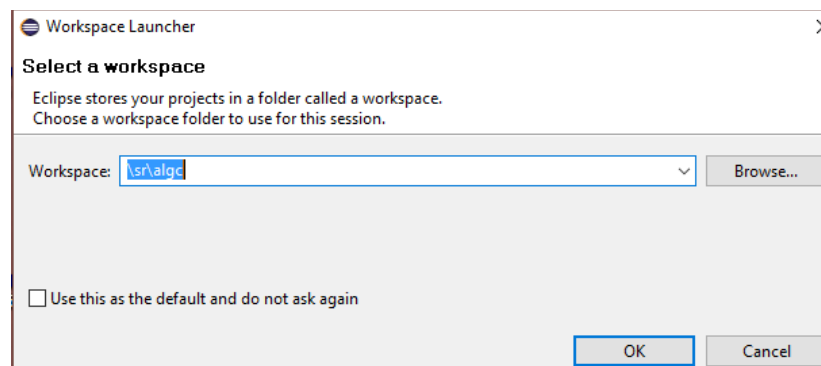 Workspace Launcher
Select a workspace
Eclipse stores your projects in a folder called a workspace.
Choose a workspace folder to use for this session.
Workspace: \sr\algc Browse...
Use this as the default and do not ask again
OK Cancel